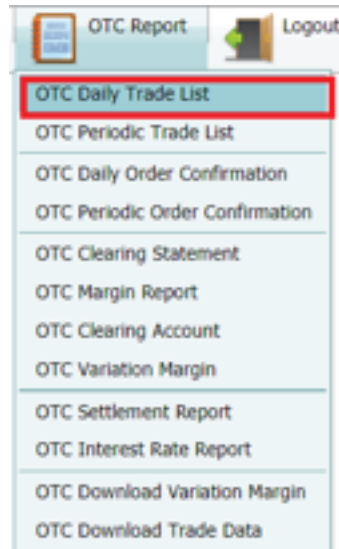 OTC Report
Logout
OTC Daily Trade List
OTC Periodic Trade List
OTC Daily Order Confirmation
OTC Periodic Order Confirmation
OTC Clearing Statement
OTC Margin Report
OTC Clearing Account
OTC Variation Margin
OTC Settlement Report
OTC Interest Rate Report
OTC Download Variation Margin
OTC Download Trade Data